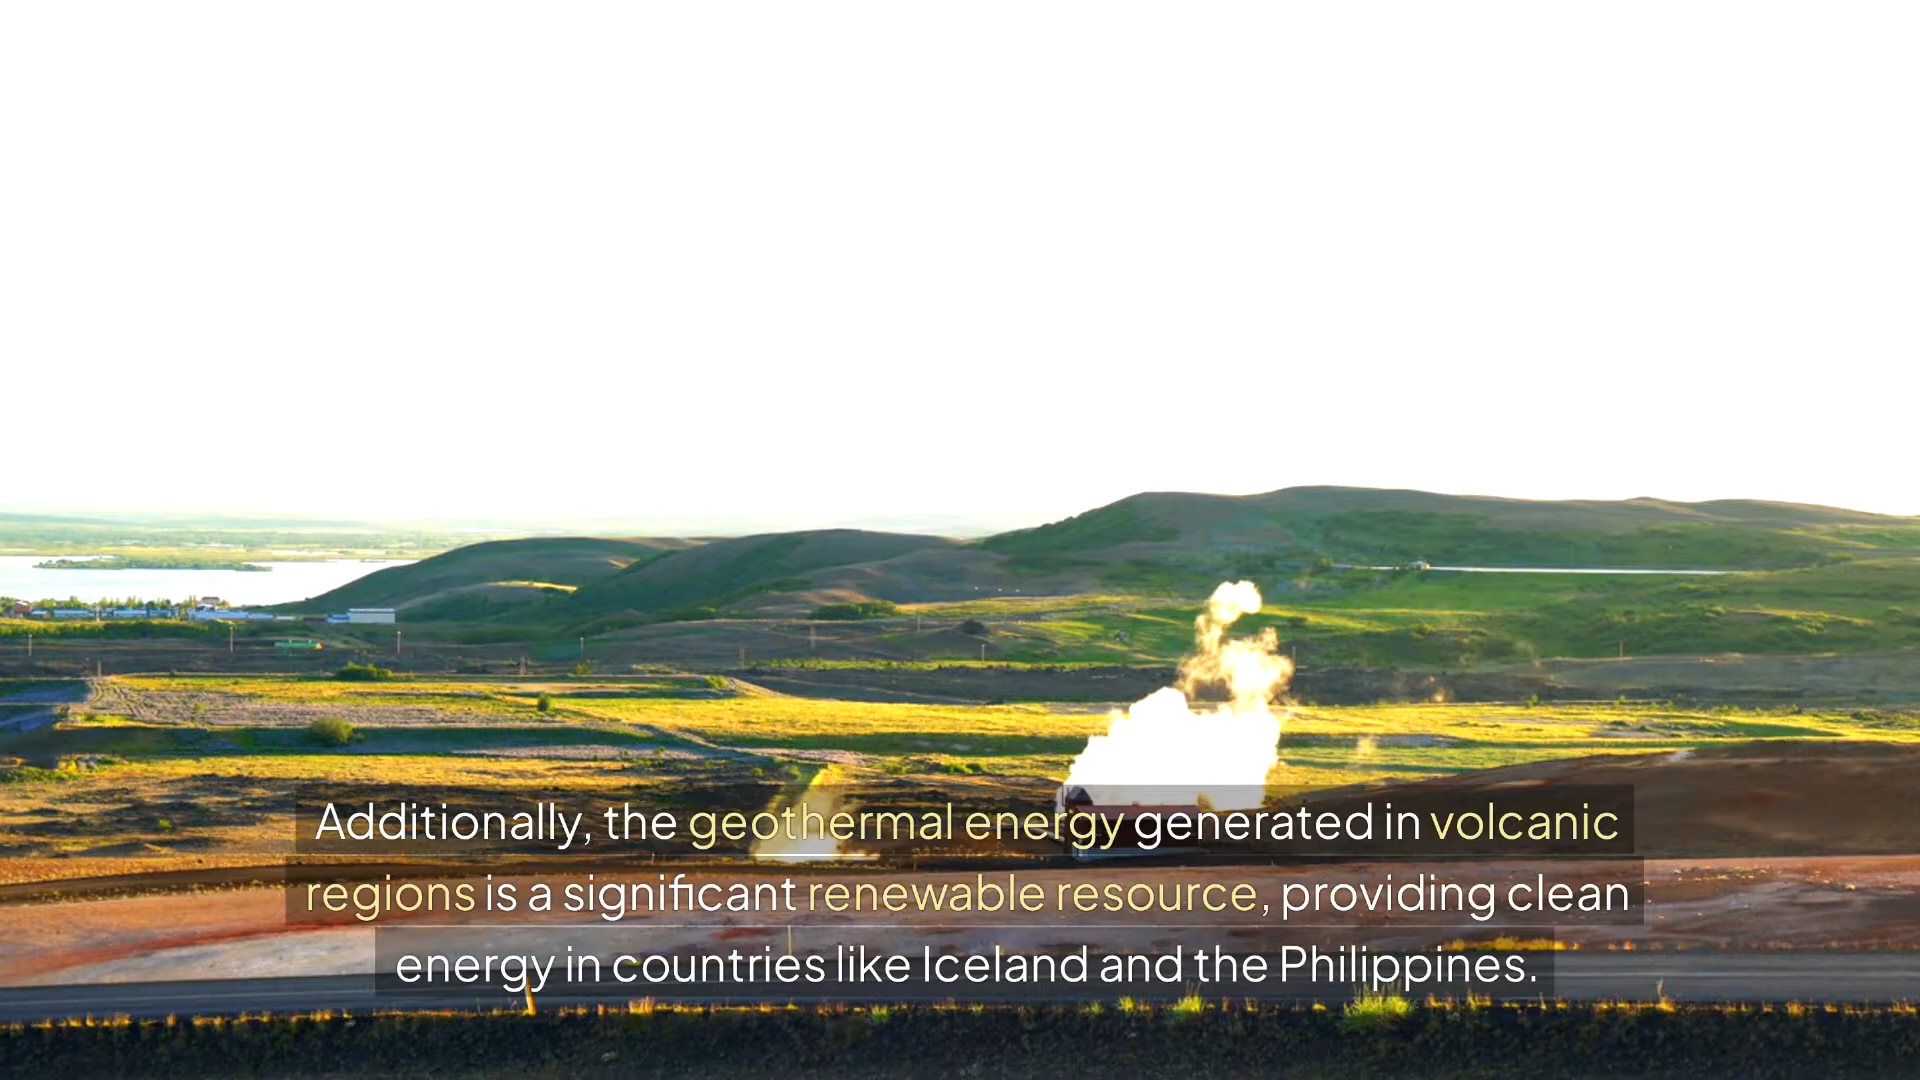 Additionally, the geothermal energy generated in volcanic
regions is a significant renewable resource, providing clean
energy in countries like Iceland and the Philippines.